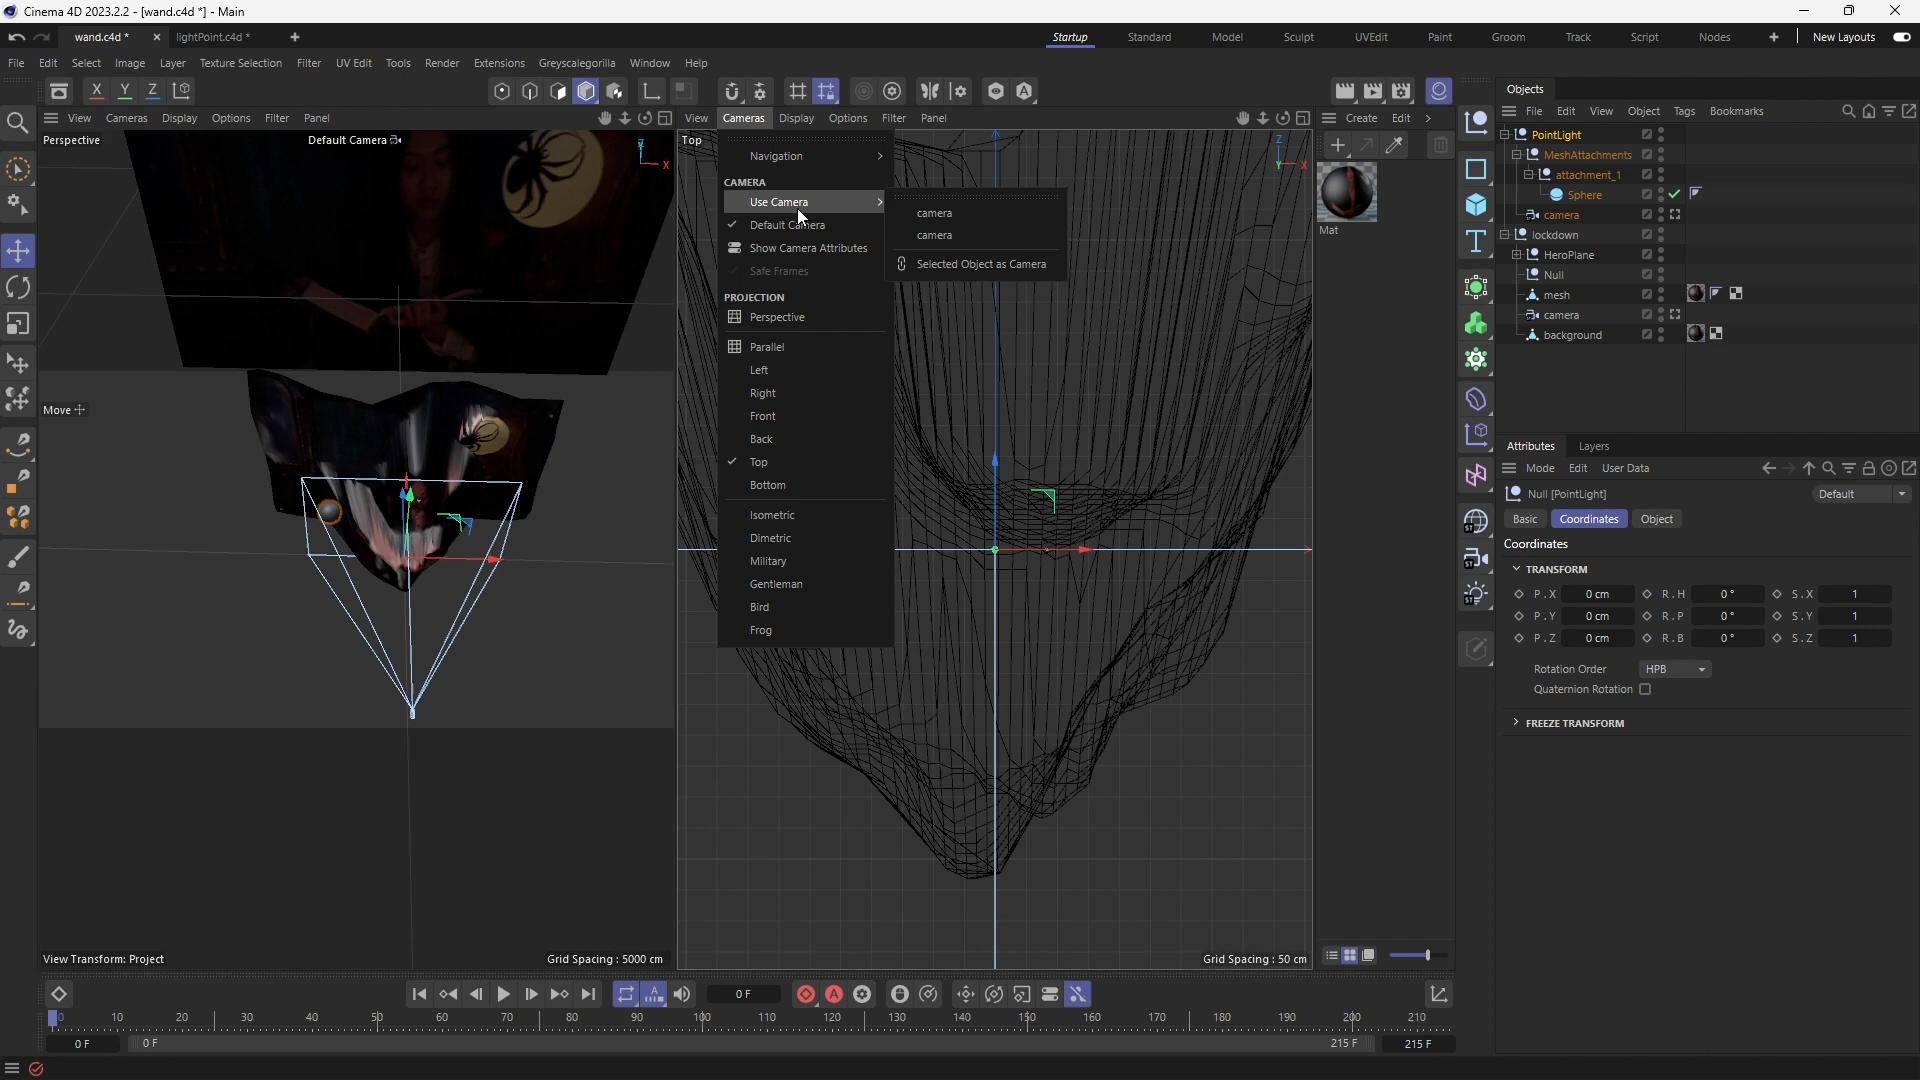 Cinema 4D 2023.2.2 - [wand.c4d *] - Main
wand.c4d *
lightPoint.c4d *
Startup Standard Model Sculpt UVEdit Paint Groom Track Script Nodes New Layouts
File Edit Select Image Layer Texture Selection Filter UV Edit Tools Render Extensions Greyscalegorilla Window Help
X Y Z
Objects
File Edit View Object Tags Bookmarks
View Cameras Display Options Filter Panel
View Cameras Display Options Filter Panel
Create Edit
Perspective
Default Camera
Top
Navigation
CAMERA
Use Camera
Default Camera
Show Camera Attributes
Safe Frames
PROJECTION
Perspective
Parallel
Left
Right
Front
Back
Top
Bottom
Isometric
Dimetric
Military
Gentleman
Bird
Frog
camera
camera
Selected Object as Camera
Mat
PointLight
MeshAttachments
attachment_1
Sphere
camera
lockdown
HeroPlane
Null
mesh
camera
background
Move
Attributes Layers
Mode Edit User Data
Null [PointLight]
Default
Basic Coordinates Object
Coordinates
TRANSFORM
P . X 0 cm R . H 0° S . X 1
P . Y 0 cm R . P 0° S . Y 1
P . Z 0 cm R . B 0° S . Z 1
Rotation Order HPB
Quaternion Rotation
FREEZE TRANSFORM
View Transform: Project
Grid Spacing : 5000 cm
Grid Spacing : 50 cm
0 F
0 10 20 30 40 50 60 70 80 90 100 110 120 130 140 150 160 170 180 190 200 210
0 F
0 F
215 F
215 F